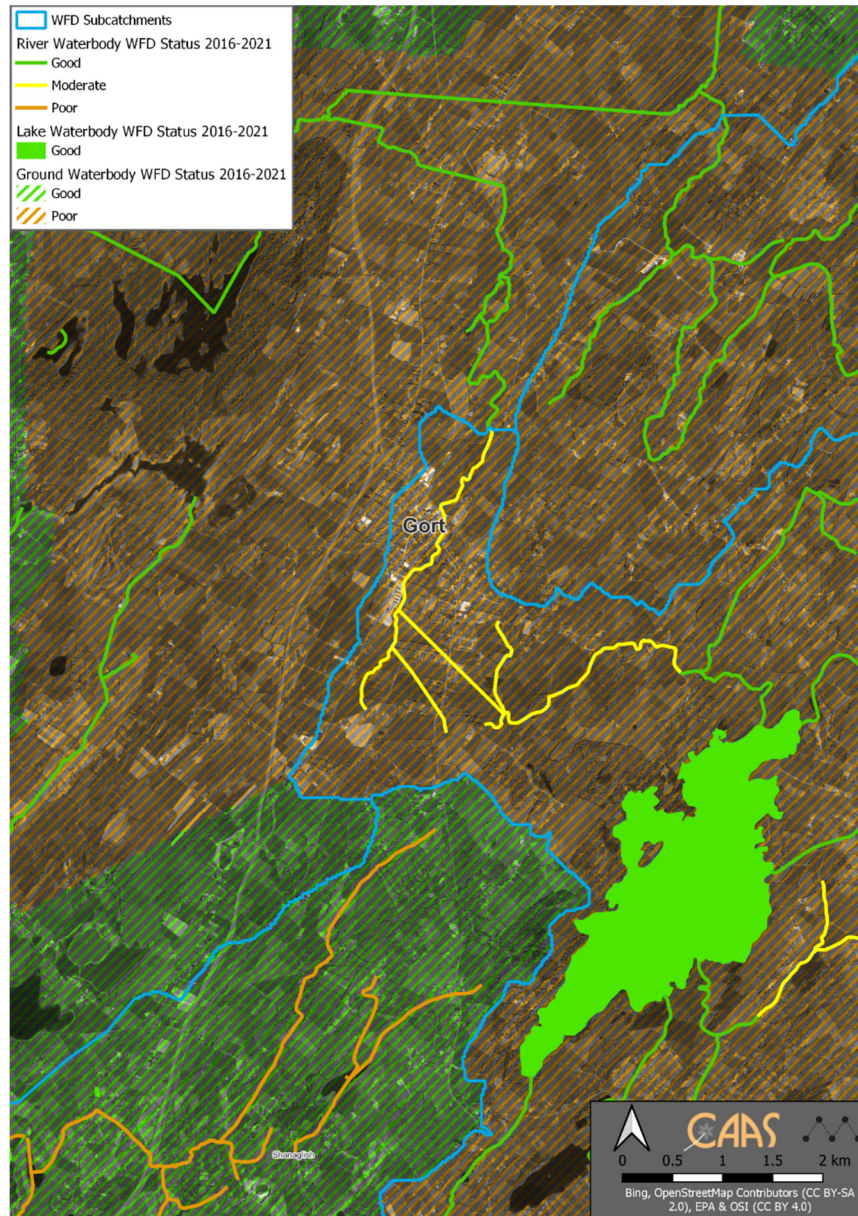 WFD Subcatchments
River Waterbody WFD Status 2016-2021
Good
Moderate
Poor
Lake Waterbody WFD Status 2016-2021
Good
Ground Waterbody WFD Status 2016-2021
Good
Poor
Gort
Shanaglish
CAAS
0 0.5 1 1.5 2 km
Bing, OpenStreetMap Contributors (CC BY-SA
2.0), EPA & OSI (CC BY 4.0)